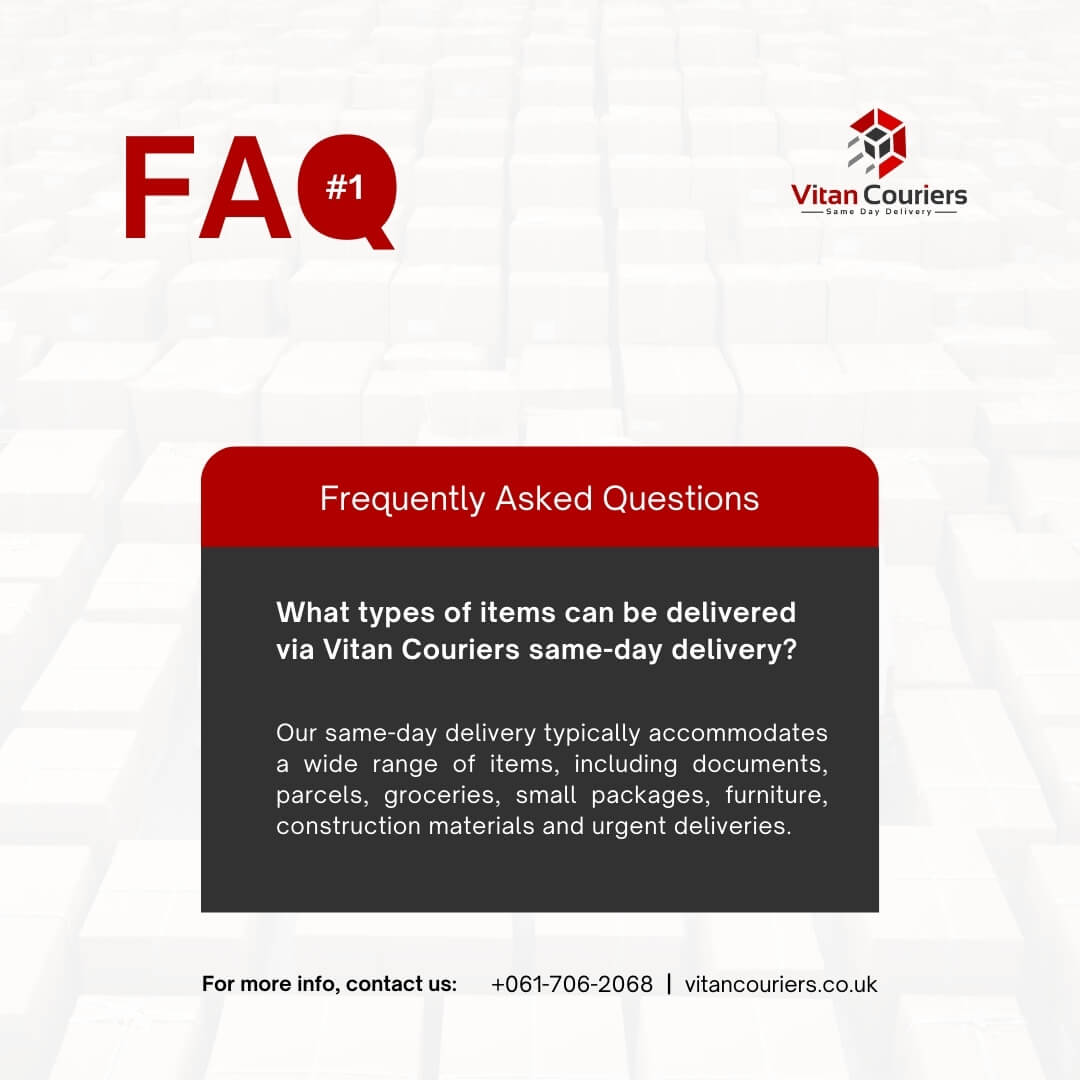 FAQ
#1
Vitan Couriers
Same Day Delivery
Frequently Asked Questions
What types of items can be delivered
via Vitan Couriers same-day delivery?
Our same-day delivery typically accommodates
a wide range of items, including documents,
parcels, groceries, small packages, furniture,
construction materials and urgent deliveries.
For more info, contact us: +061-706-2068 | vitancouriers.co.uk